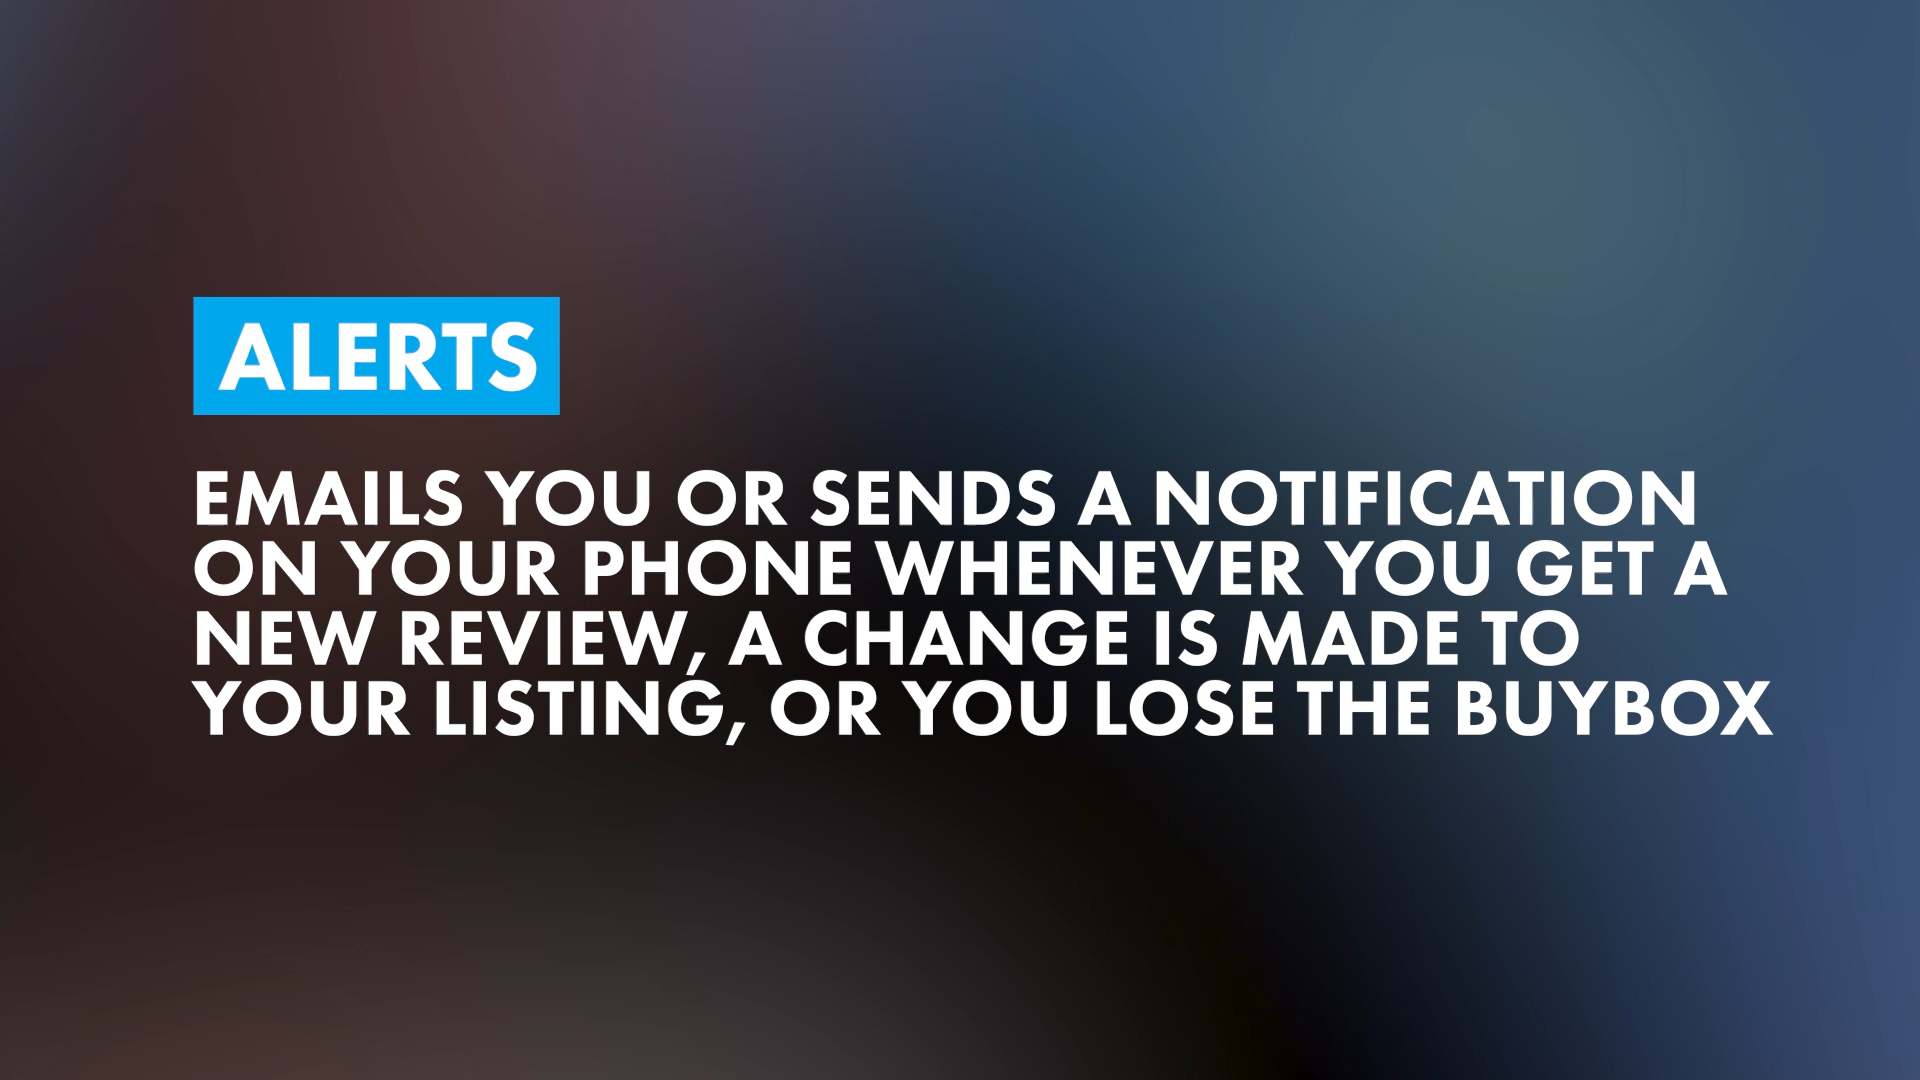 ALERTS
EMAILS YOU OR SENDS A NOTIFICATION
ON YOUR PHONE WHENEVER YOU GET A
NEW REVIEW, A CHANGE IS MADE TO
YOUR LISTING, OR YOU LOSE THE BUYBOX